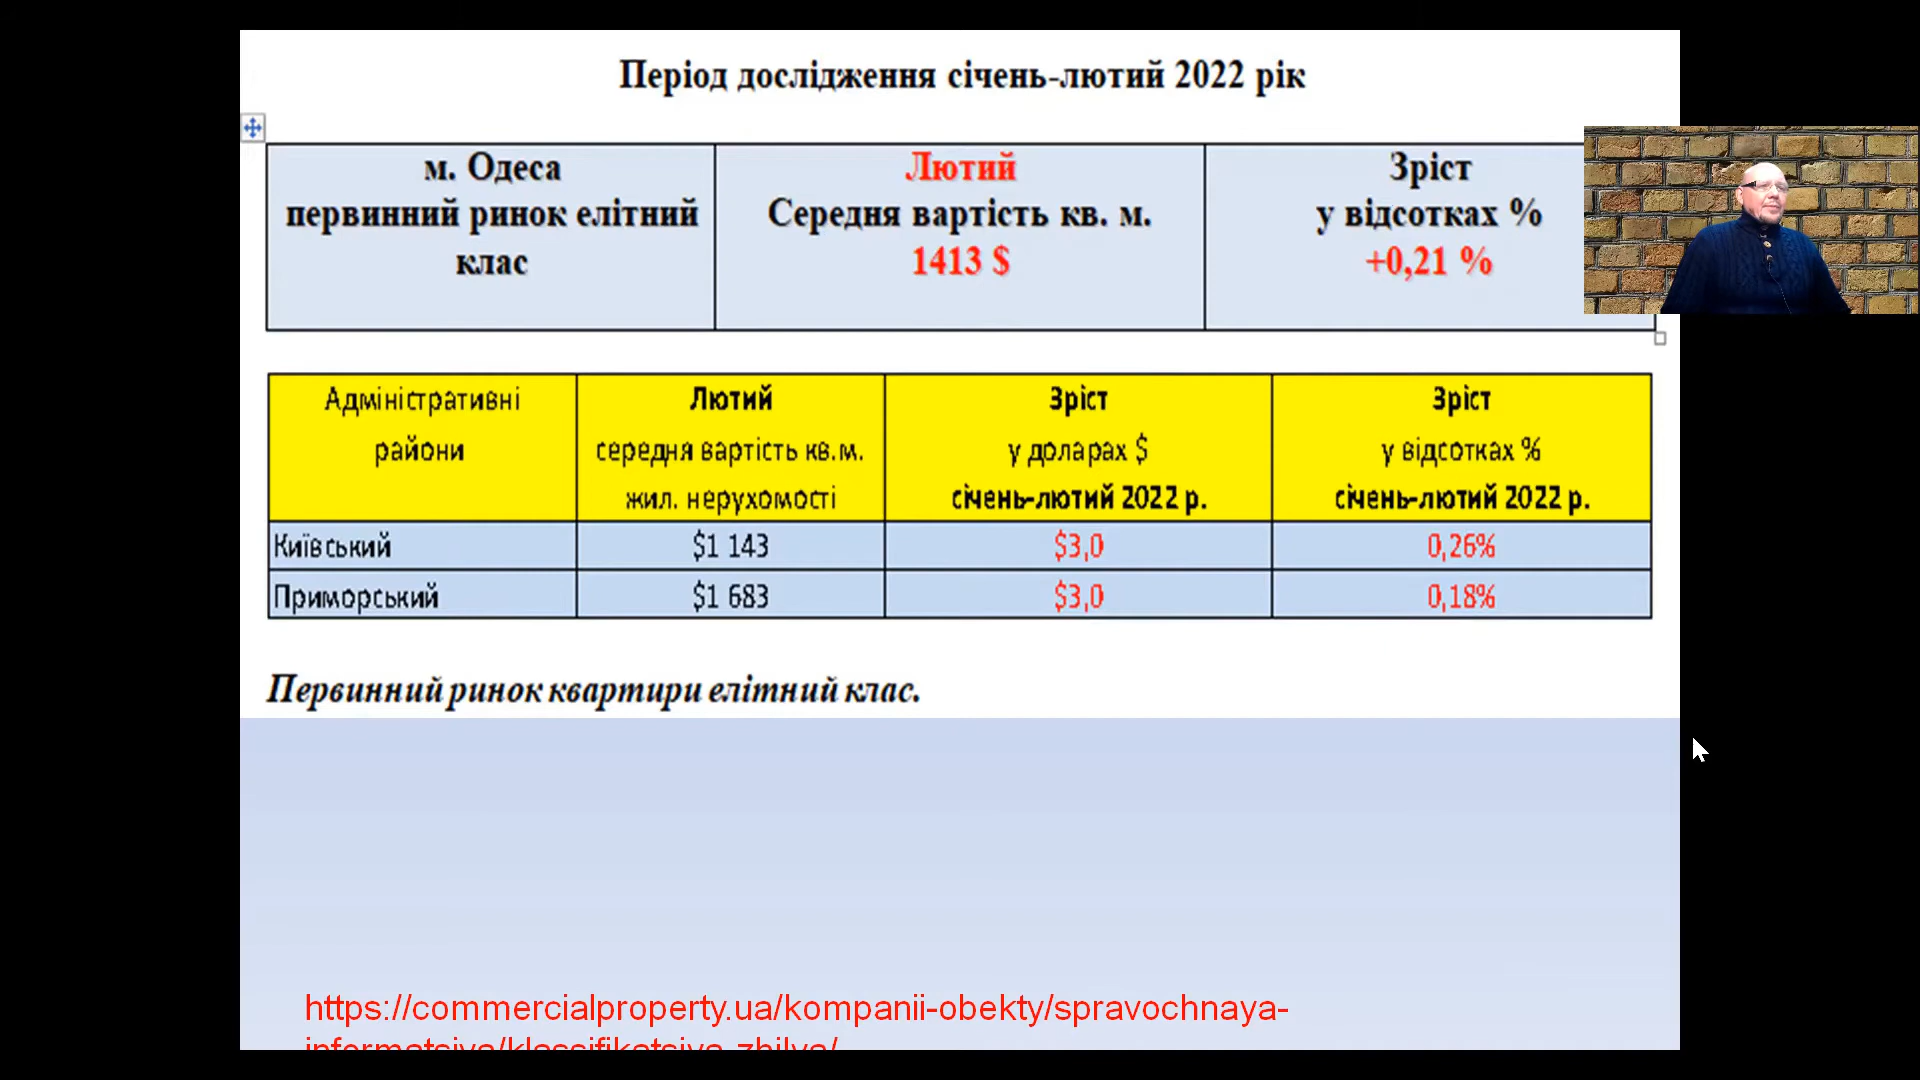 Період дослідження січень-лютий 2022 рік
м. Одеса
первинний ринок елітний
клас
Лютий
Середня вартість кв. м.
1413 $
Зріст
у відсотках %
+0,21 %
Адміністративні
райони
Лютий
середня вартість кв.м.
жил. нерухомості
Зріст
у доларах $
січень-лютий 2022 р.
Зріст
у відсотках %
січень-лютий 2022 р.
Київський
$1 143
$3,0
0,26%
Приморський
$1 683
$3,0
0,18%
Первинний ринок квартири елітний клас.
https://commercialproperty.ua/kompanii-obekty/spravochnaya-
informatsiya/klassifikatsiya-zhilya/